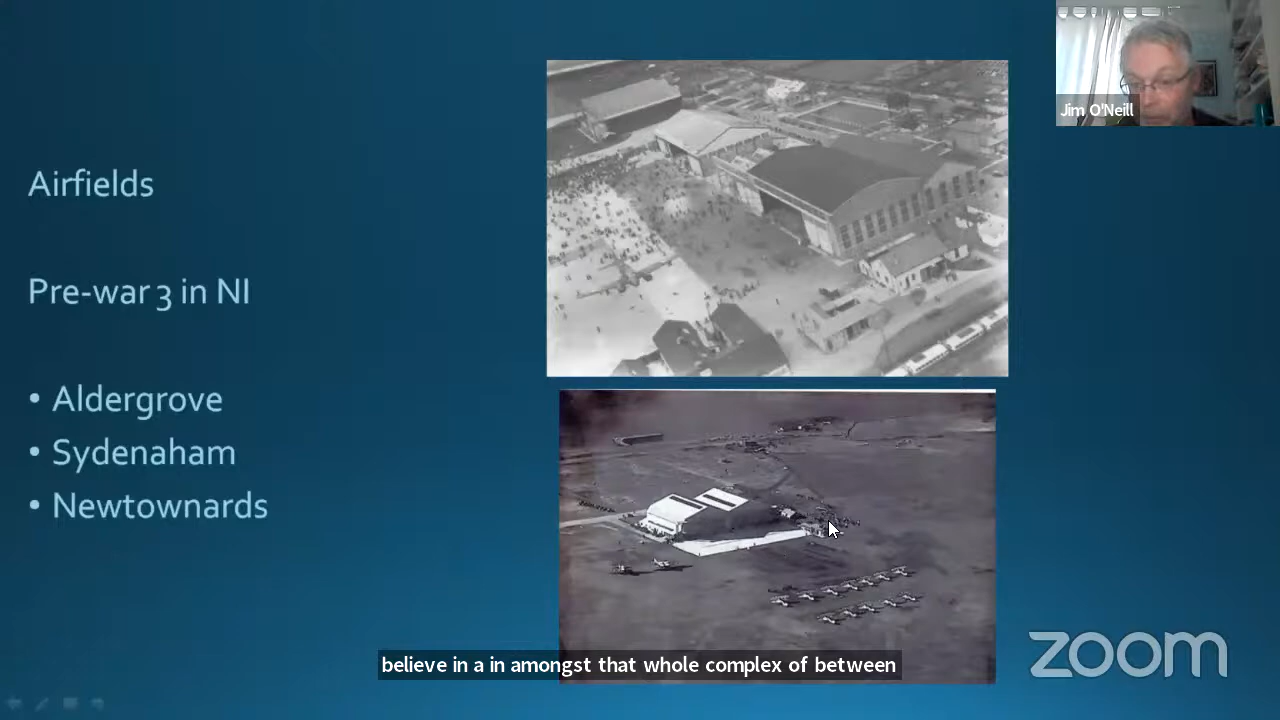 Jim O'Neill
Airfields
Pre-war 3 in NI
• Aldergrove
• Sydenaham
• Newtownards
believe in a in amongst that whole complex of between
zoom